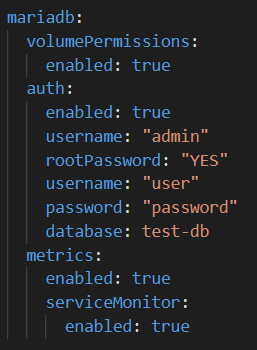 mariadb:
  volumePermissions:
    enabled: true
  auth:
    enabled: true
    username: "admin"
    rootPassword: "YES"
    username: "user"
    password: "password"
    database: test-db
  metrics:
    enabled: true
    serviceMonitor:
      enabled: true